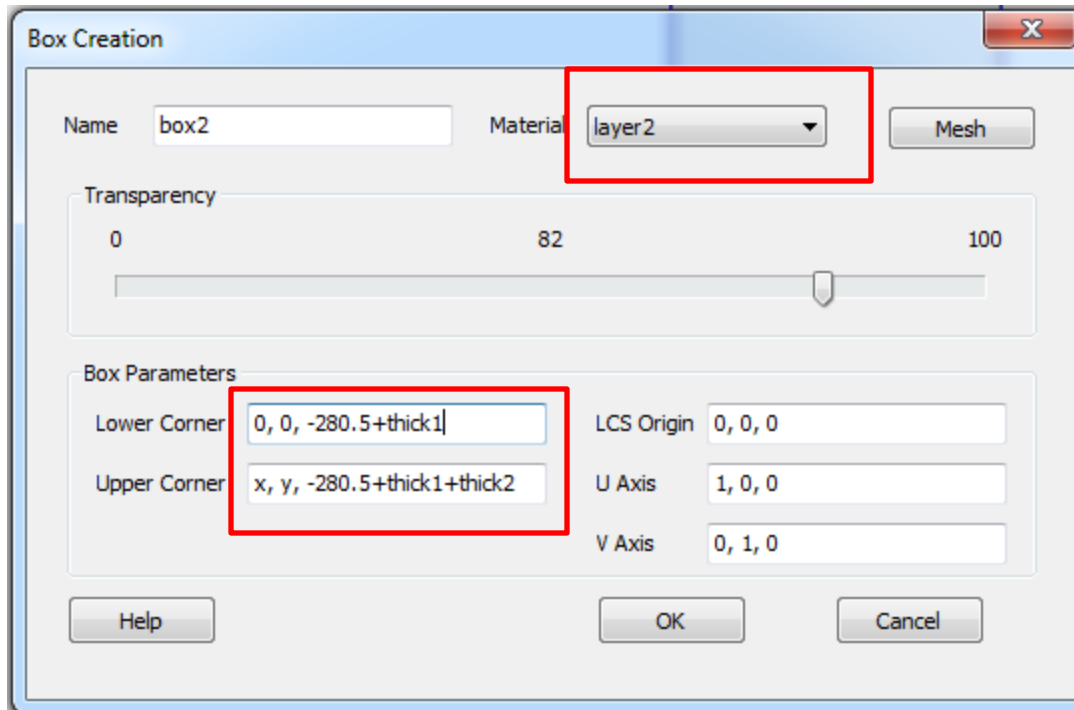 Box Creation
Name box2 Material layer2 Mesh
Transparency
0 82 100
Box Parameters
Lower Corner 0, 0, -280.5+thick1 LCS Origin 0, 0, 0
Upper Corner x, y, -280.5+thick1+thick2 U Axis 1, 0, 0
V Axis 0, 1, 0
Help OK Cancel